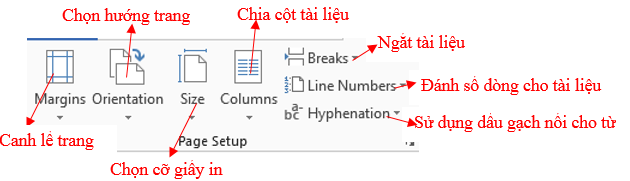 Chọn hướng trang
Chia cột tài liệu
Breaks
Ngắt tài liệu
Line Numbers
Đánh số dòng cho tài liệu
Margins
Orientation
Size
Columns
Hyphenation
Sử dụng dấu gạch nối cho từ
Canh lề trang
Page Setup
Chọn cỡ giấy in